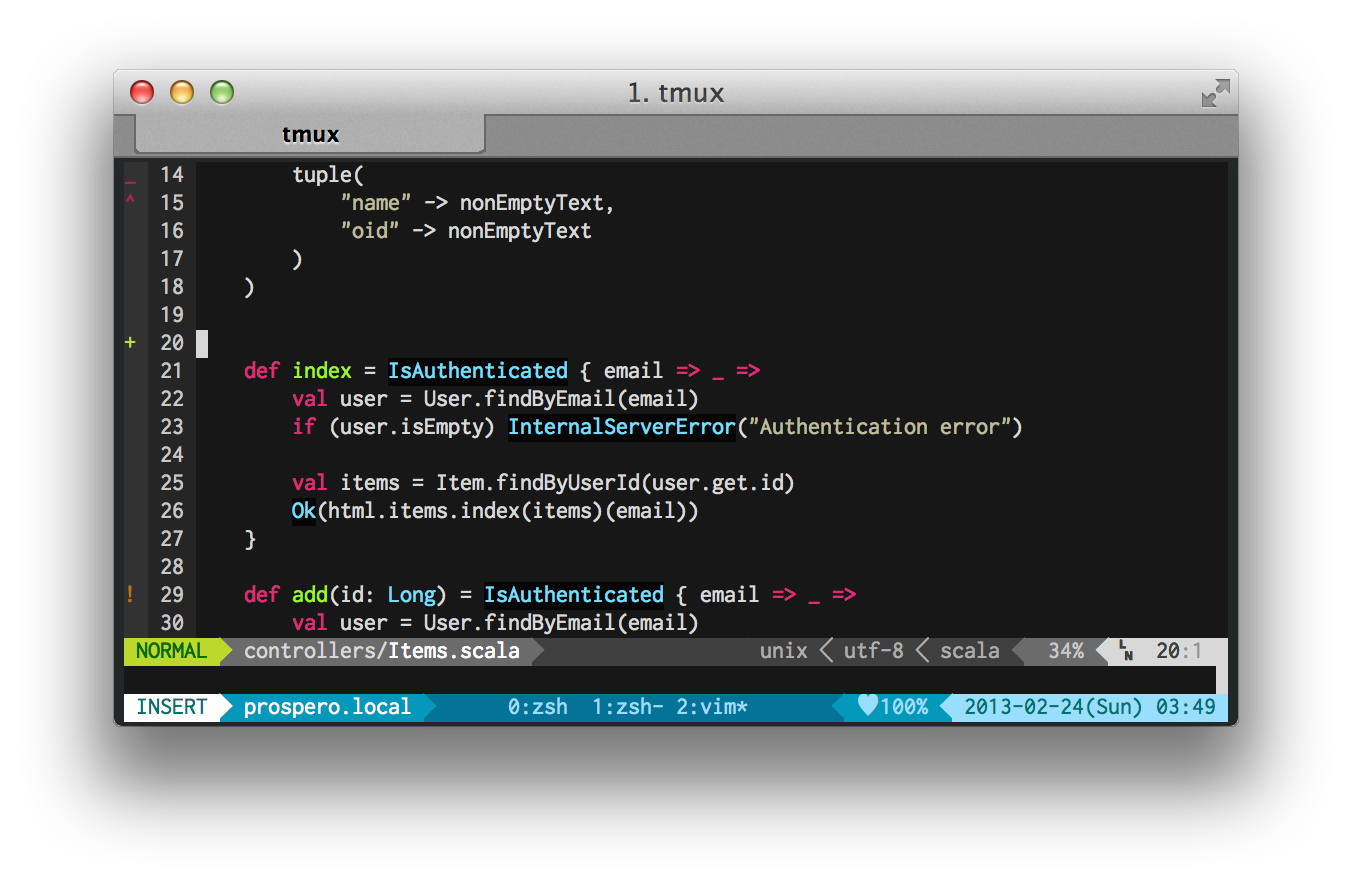 1. tmux
tmux
_ 14         tuple(
^ 15             "name" -> nonEmptyText,
16             "oid" -> nonEmptyText
17         )
18     )
19
+ 20
21     def index = IsAuthenticated { email => _ =>
22         val user = User.findByEmail(email)
23         if (user.isEmpty) InternalServerError("Authentication error")
24
25         val items = Item.findByUserId(user.get.id)
26         Ok(html.items.index(items)(email))
27     }
28
! 29     def add(id: Long) = IsAuthenticated { email => _ =>
30         val user = User.findByEmail(email)
NORMAL controllers/Items.scala unix utf-8 scala 34% LN 20:1
INSERT prospero.local 0:zsh 1:zsh- 2:vim* ♥100% 2013-02-24(Sun) 03:49